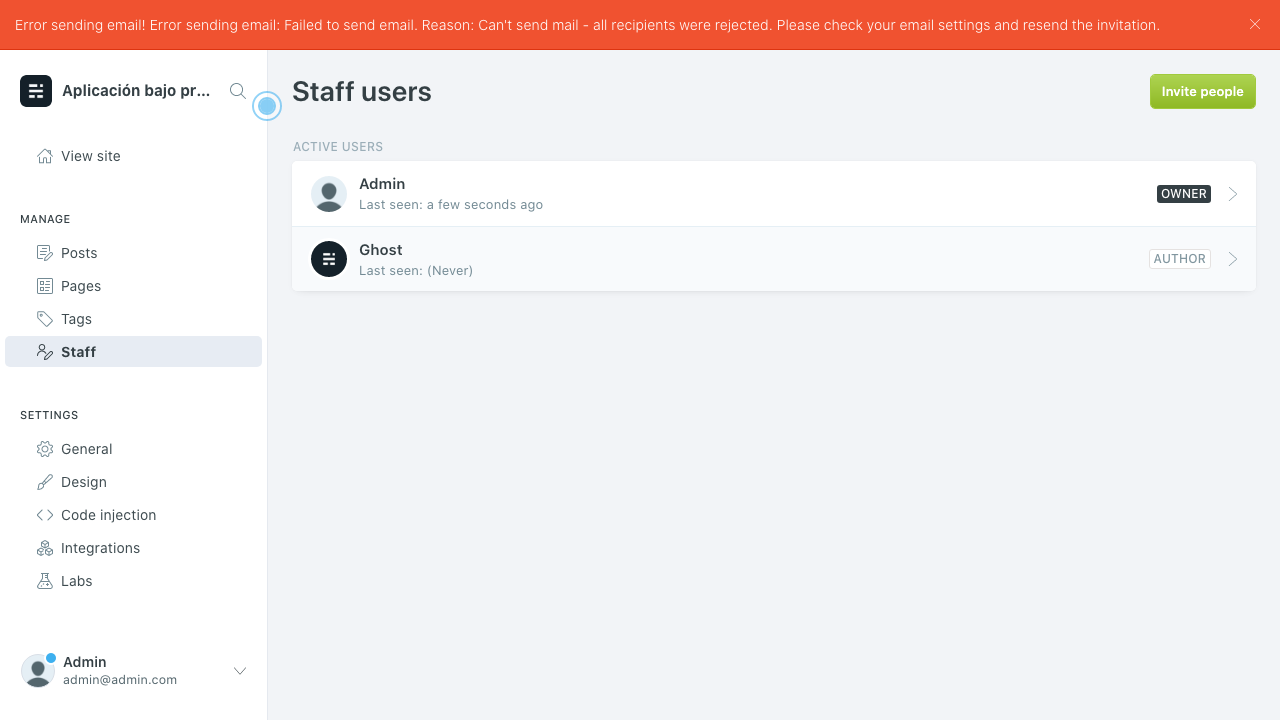 Error sending email! Error sending email: Failed to send email. Reason: Can't send mail - all recipients were rejected. Please check your email settings and resend the invitation.
Aplicación bajo pr...
View site
MANAGE
Posts
Pages
Tags
Staff
SETTINGS
General
Design
Code injection
Integrations
Labs
Admin
admin@admin.com
Staff users
Invite people
ACTIVE USERS
Admin
Last seen: a few seconds ago
OWNER
Ghost
Last seen: (Never)
AUTHOR